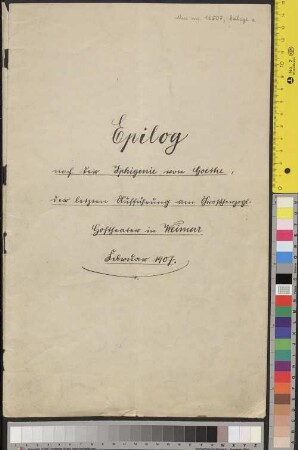 Epilog
nach der Iphigenie von Goethe,
der letzten Aufführung am Großherzogl.
Hoftheater in Weimar
Februar 1907.